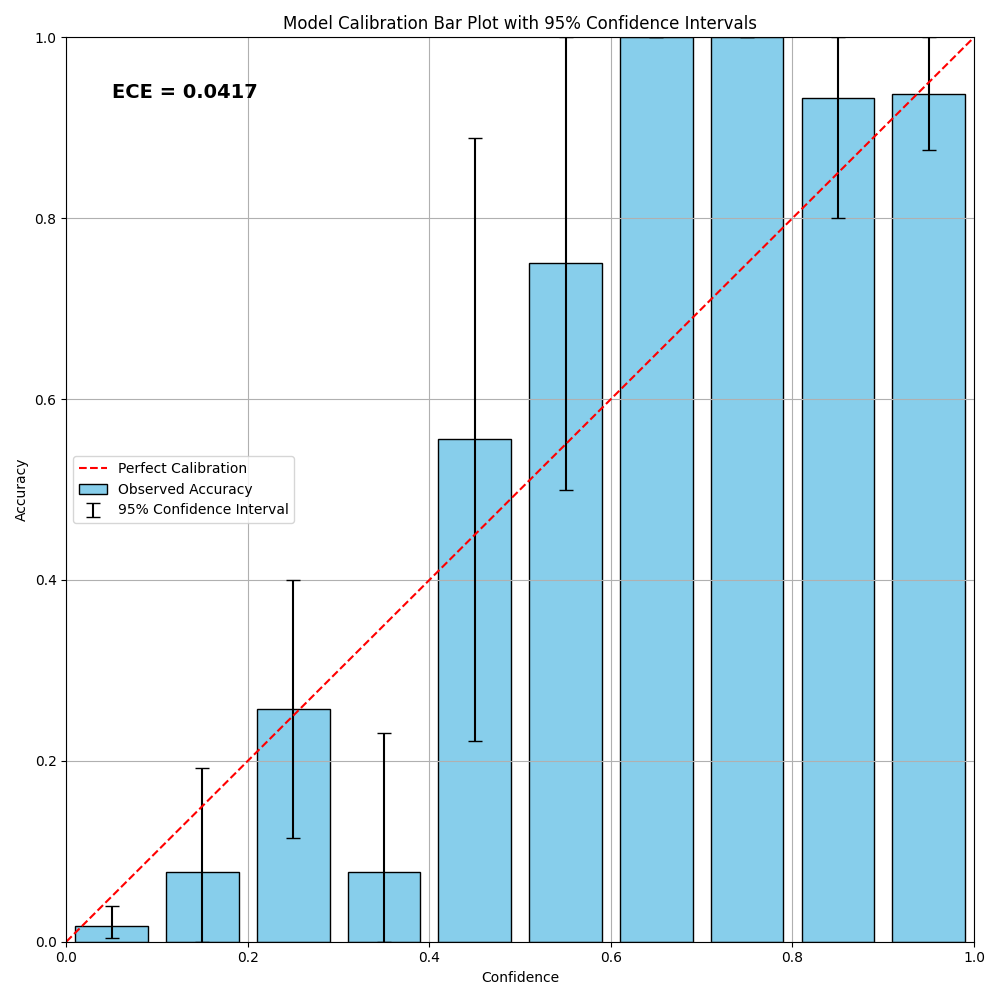 Model Calibration Bar Plot with 95% Confidence Intervals
1.0
ECE = 0.0417
0.8
0.6
Perfect Calibration
Observed Accuracy
95% Confidence Interval
Accuracy
0.4
0.2
0.0
0.0 0.2 0.4 0.6 0.8 1.0
Confidence